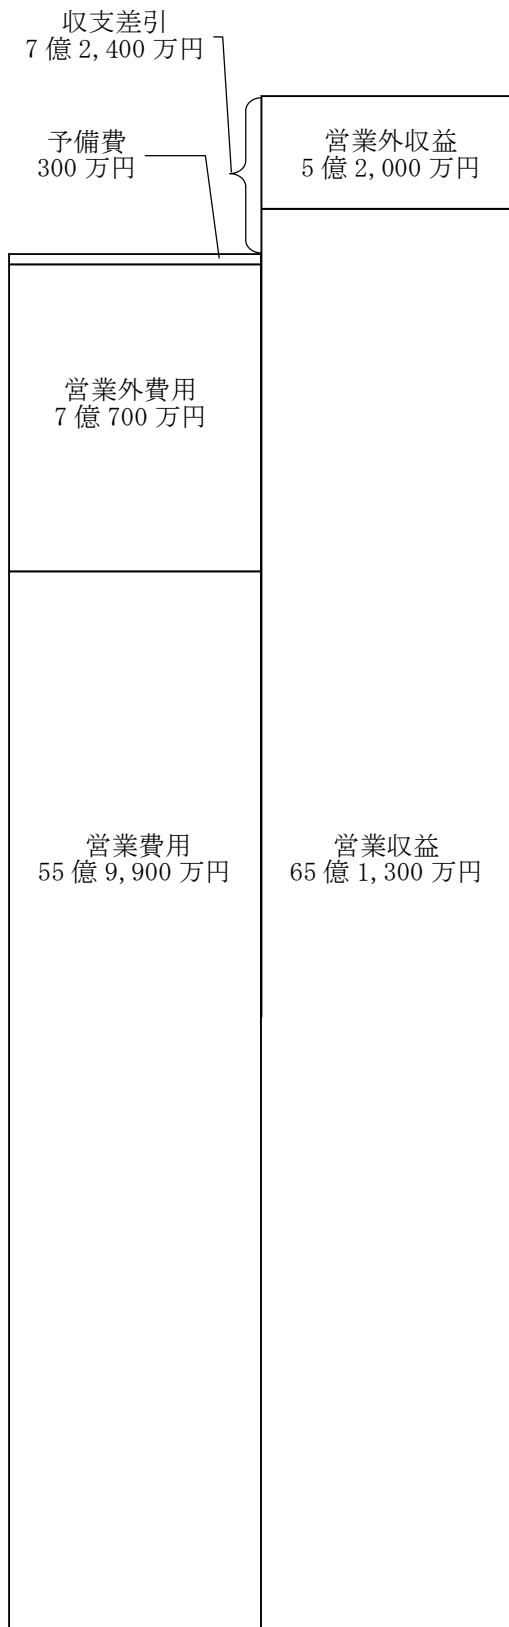 収支差引
7 億 2,400 万円
予備費
300 万円
営業外収益
5 億 2,000 万円
営業外費用
7 億 700 万円
営業費用
55 億 9,900 万円
営業収益
65 億 1,300 万円